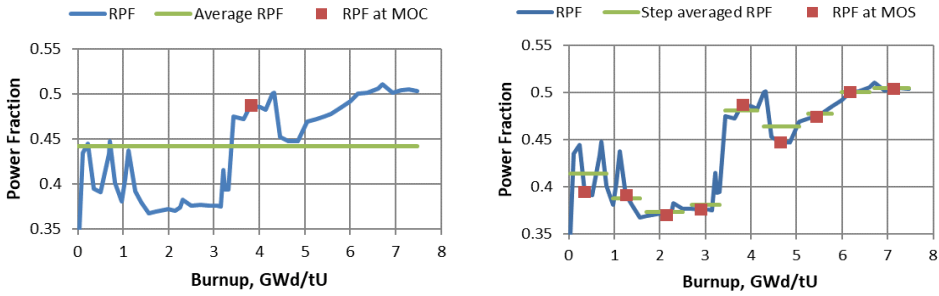 RPF Average RPF RPF at MOC
0.55
0.5
0.45
0.4
0.35
Power Fraction
0 1 2 3 4 5 6 7 8
Burnup, GWd/tU
RPF Step averaged RPF RPF at MOS
0.55
0.5
0.45
0.4
0.35
Power Fraction
0 1 2 3 4 5 6 7 8
Burnup, GWd/tU